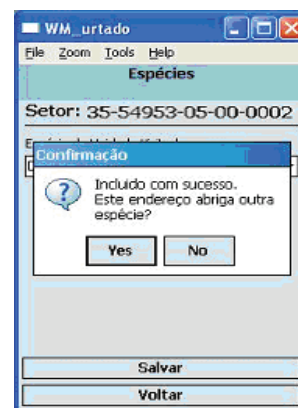 WM_urtado
File Zoom Tools Help
Espécies
Setor: 35-54953-05-00-0002
Confirmação
Incluido com sucesso.
Este endereço abriga outra
espécie?
Yes No
Salvar
Voltar